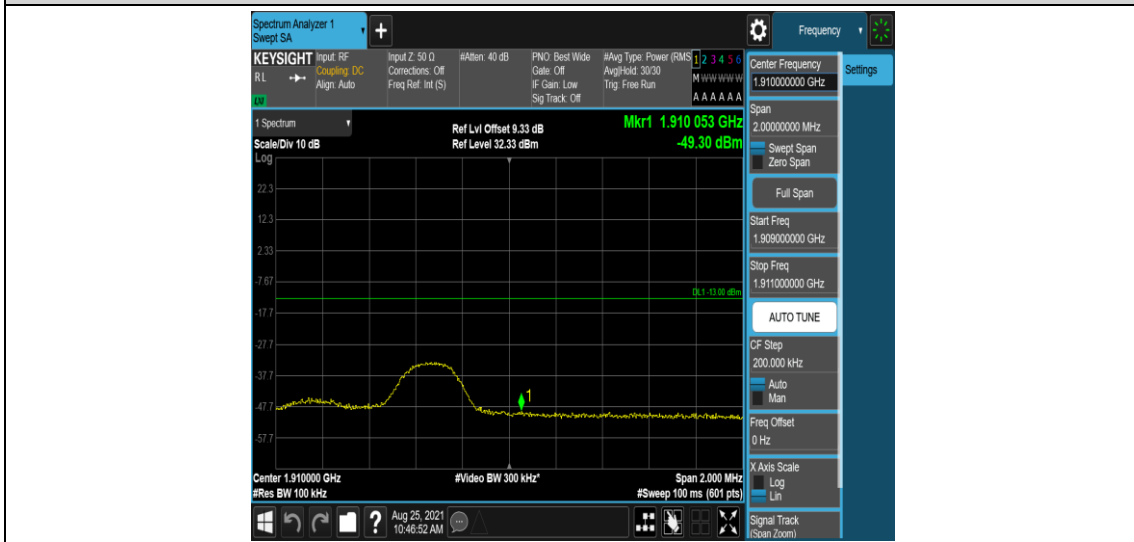 Spectrum Analyzer 1
Swept SA
+
Frequency
KEYSIGHT
RL
LXI
Input: RF
Coupling: DC
Align: Auto
Input Z: 50 Ω
Corrections: Off
Freq Ref: Int (S)
#Atten: 40 dB
PNO: Best Wide
Gate: Off
IF Gain: Low
Sig Track: Off
#Avg Type: Power (RMS
Avg|Hold: 30/30
Trig: Free Run
1 2 3 4 5 6
M W W W W W
A A A A A A
Center Frequency
1.910000000 GHz
Settings
1 Spectrum
Scale/Div 10 dB
Ref Lvl Offset 9.33 dB
Ref Level 32.33 dBm
Mkr1 1.910 053 GHz
-49.30 dBm
Span
2.00000000 MHz
Swept Span
Zero Span
Full Span
Start Freq
1.909000000 GHz
Stop Freq
1.911000000 GHz
AUTO TUNE
CF Step
200.000 kHz
Auto
Man
Freq Offset
0 Hz
X Axis Scale
Log
Lin
Signal Track
(Span Zoom)
Log
22.3
12.3
2.33
-7.67
DL1 -13.00 dBm
-17.7
-27.7
-37.7
-47.7
1
-57.7
Center 1.910000 GHz
#Res BW 100 kHz
#Video BW 300 kHz*
Span 2.000 MHz
#Sweep 100 ms (601 pts)
?
Aug 25, 2021
10:46:52 AM